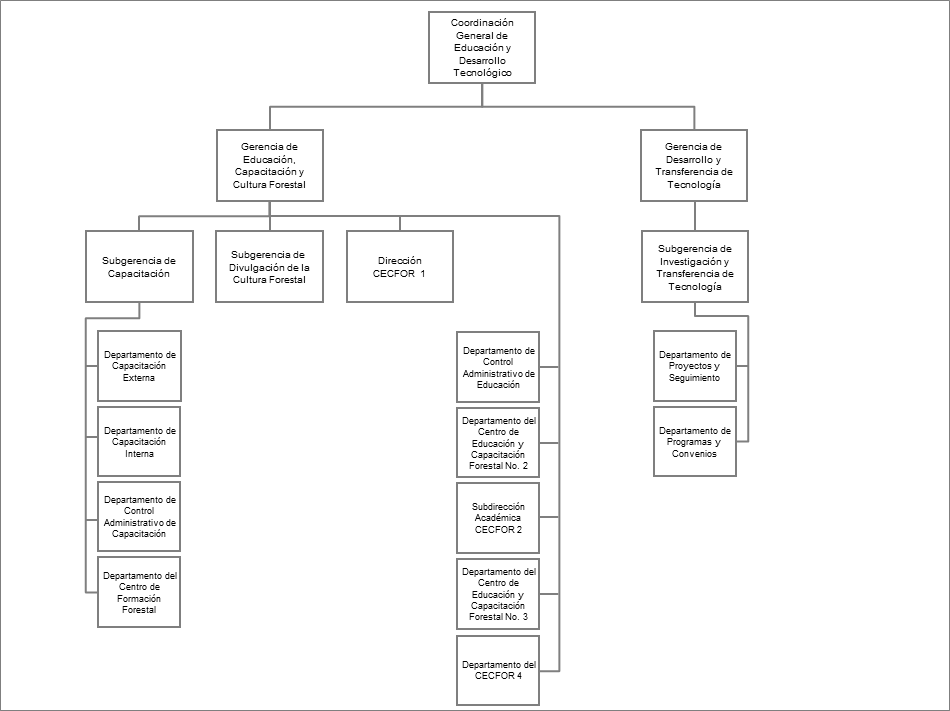 Coordinación
General de
Educación y
Desarrollo
Tecnológico
Gerencia de
Educación,
Capacitación y
Cultura Forestal
Gerencia de
Desarrollo y
Transferencia de
Tecnología
Subgerencia de
Capacitación
Subgerencia de
Divulgación de la
Cultura Forestal
Dirección
CECFOR 1
Subgerencia de
Investigación y
Transferencia de
Tecnología
Departamento de
Capacitación
Externa
Departamento de
Capacitación
Interna
Departamento de
Control
Administrativo de
Capacitación
Departamento del
Centro de
Formación
Forestal
Departamento de
Control
Administrativo de
Educación
Departamento del
Centro de
Educación y
Capacitación
Forestal No. 2
Subdirección
Académica
CECFOR 2
Departamento del
Centro de
Educación y
Capacitación
Forestal No. 3
Departamento del
CECFOR 4
Departamento de
Proyectos y
Seguimiento
Departamento de
Programas y
Convenios